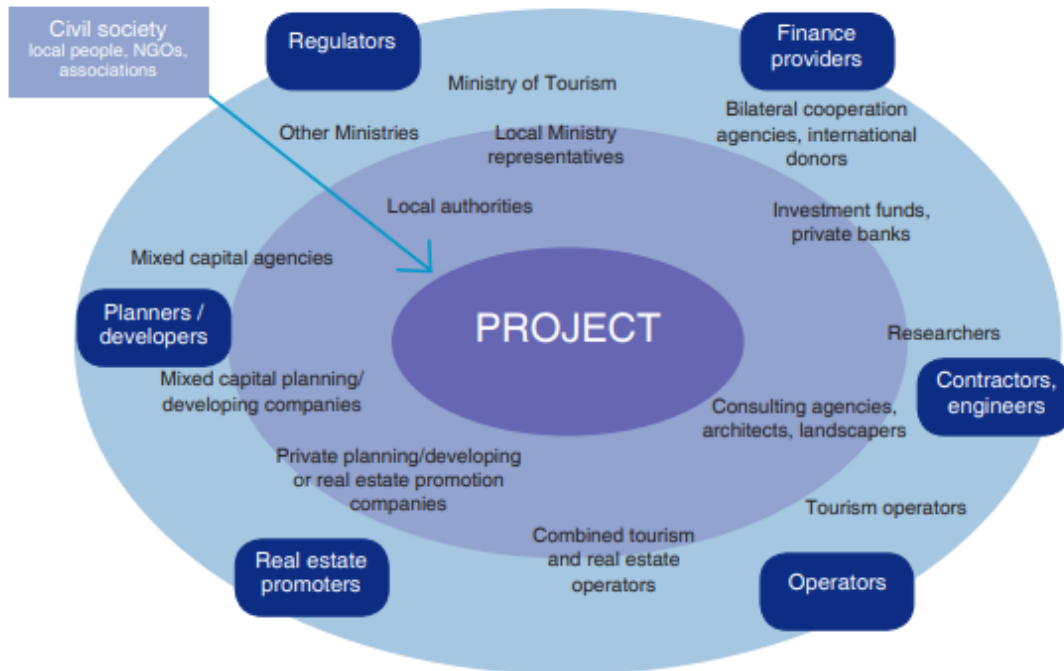 Civil society
local people, NGOs,
associations
Regulators
Finance
providers
Ministry of Tourism
Bilateral cooperation
agencies, international
donors
Other Ministries
Local Ministry
representatives
Local authorities
Investment funds,
private banks
Mixed capital agencies
Planners /
developers
PROJECT
Researchers
Contractors,
engineers
Mixed capital planning/
developing companies
Consulting agencies,
architects, landscapers
Private planning/developing
or real estate promotion
companies
Tourism operators
Combined tourism
and real estate
operators
Real estate
promoters
Operators